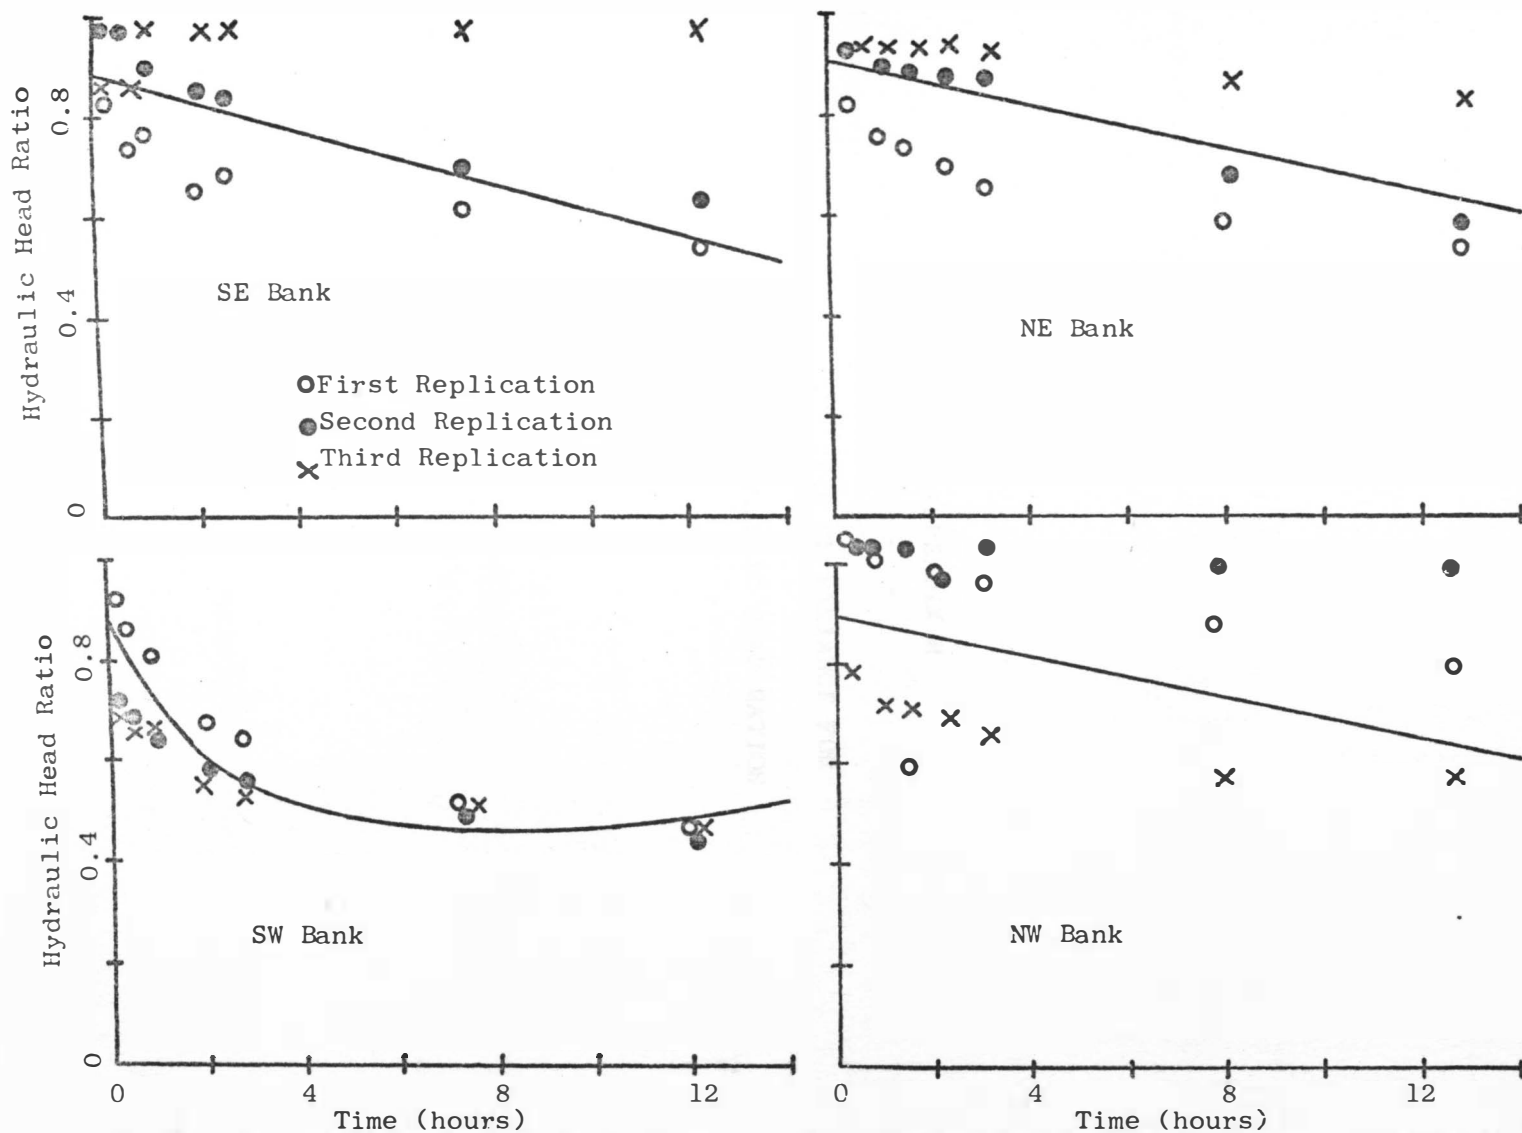 Hydraulic Head Ratio
0.8
0.4
0
SE Bank
First Replication
Second Replication
Third Replication
NE Bank
Hydraulic Head Ratio
0.8
0.4
0
SW Bank
0 4 8 12
Time (hours)
NW Bank
0 4 8 12
Time (hours)